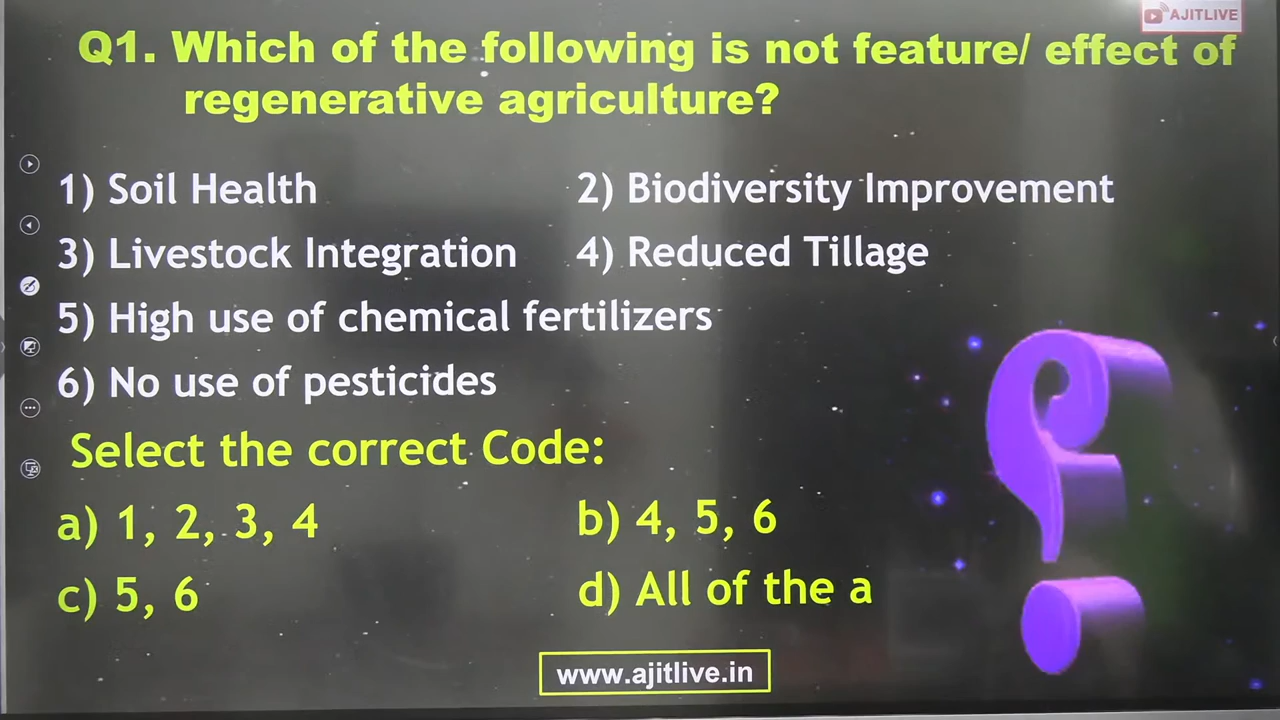 AJITLIVE
Q1. Which of the following is not feature/ effect of
regenerative agriculture?
1) Soil Health
2) Biodiversity Improvement
3) Livestock Integration
4) Reduced Tillage
5) High use of chemical fertilizers
6) No use of pesticides
Select the correct Code:
a) 1, 2, 3, 4
b) 4, 5, 6
c) 5, 6
d) All of the a
www.ajitlive.in